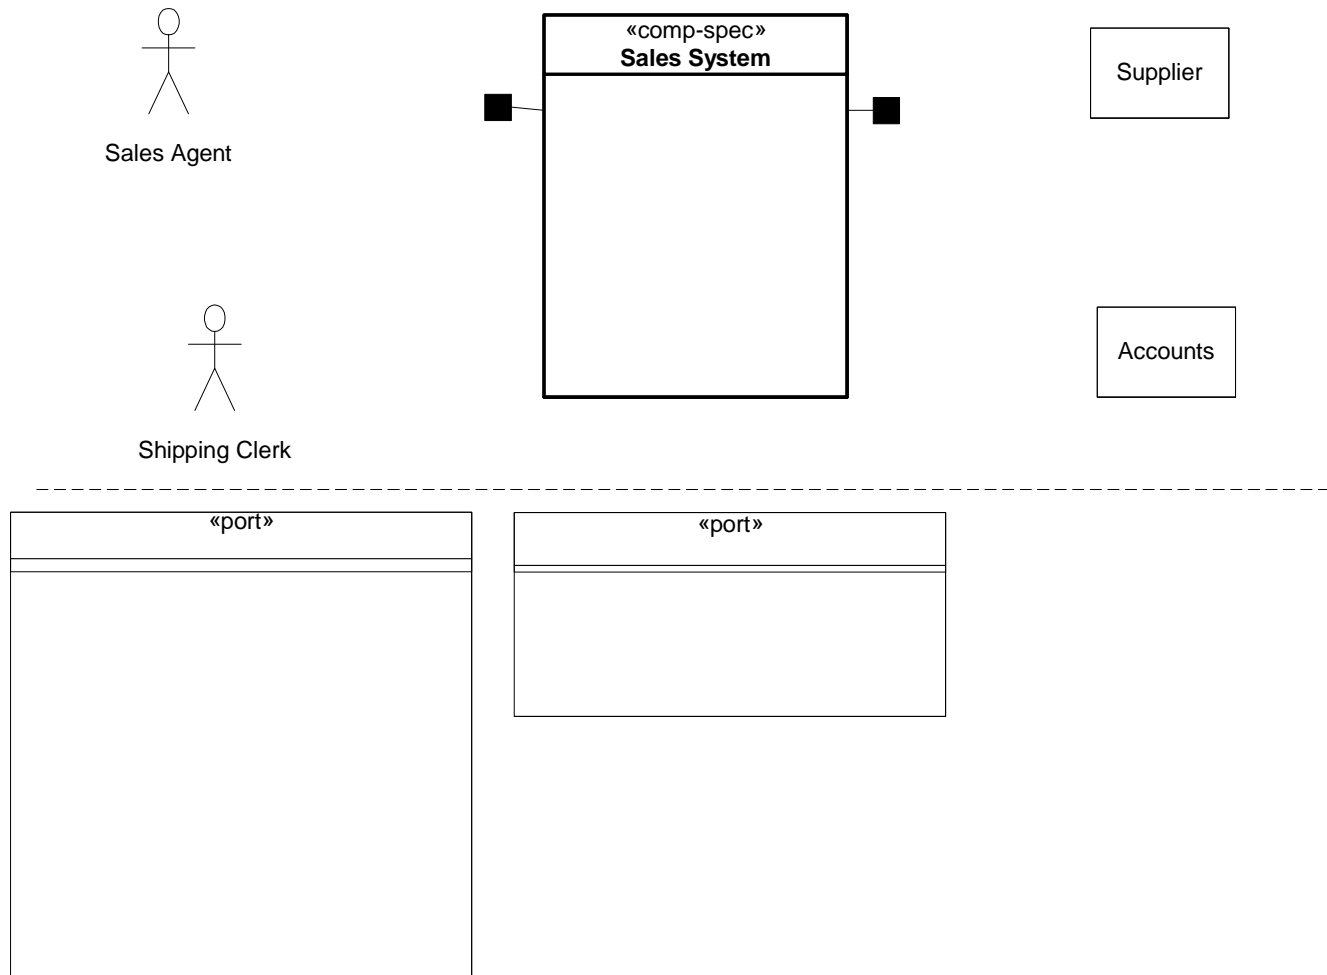 «comp-spec»
Sales System
Supplier
Sales Agent
Accounts
Shipping Clerk
«port»
«port»